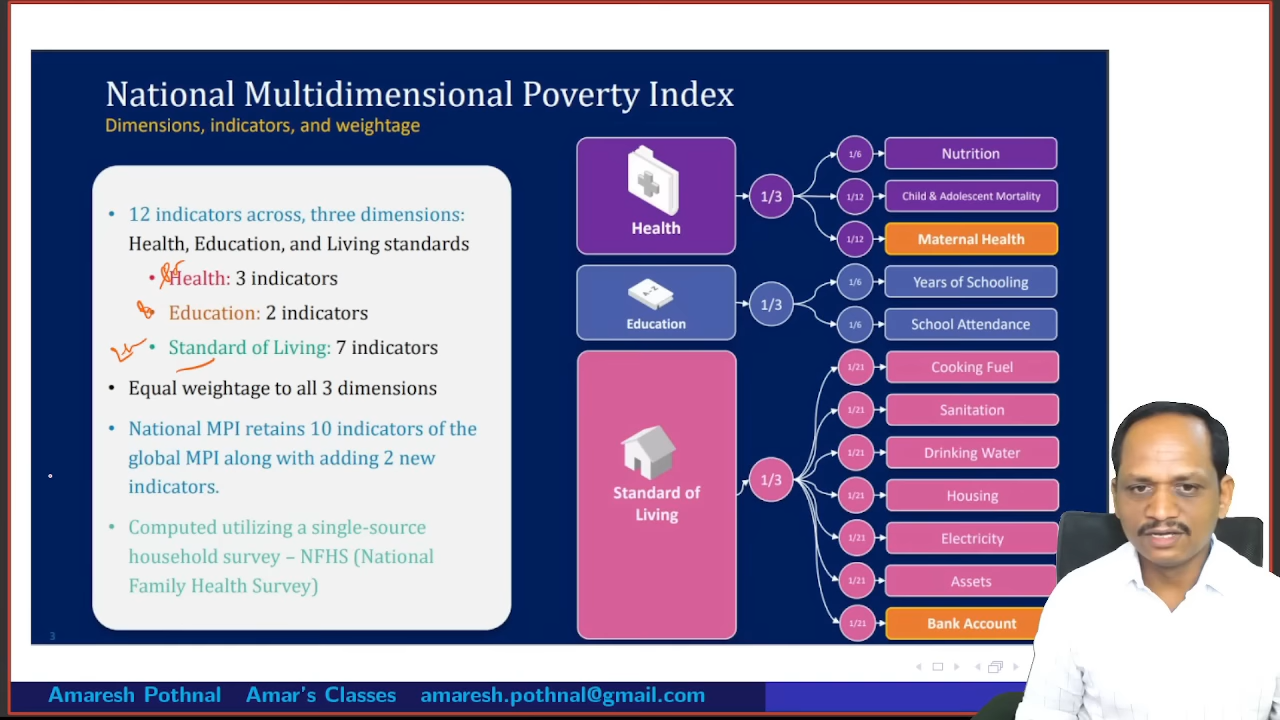 National Multidimensional Poverty Index
Dimensions, indicators, and weightage
• 12 indicators across, three dimensions:
Health, Education, and Living standards
• Health: 3 indicators
• Education: 2 indicators
• Standard of Living: 7 indicators
• Equal weightage to all 3 dimensions
• National MPI retains 10 indicators of the
global MPI along with adding 2 new
indicators.
• Computed utilizing a single-source
household survey – NFHS (National
Family Health Survey)
3
Health
1/3
1/6
Nutrition
1/12
Child & Adolescent Mortality
1/12
Maternal Health
A-Z
Education
1/3
1/6
Years of Schooling
1/6
School Attendance
Standard of
Living
1/3
1/21
Cooking Fuel
1/21
Sanitation
1/21
Drinking Water
1/21
Housing
1/21
Electricity
1/21
Assets
1/21
Bank Account
Amaresh Pothnal Amar's Classes amaresh.pothnal@gmail.com